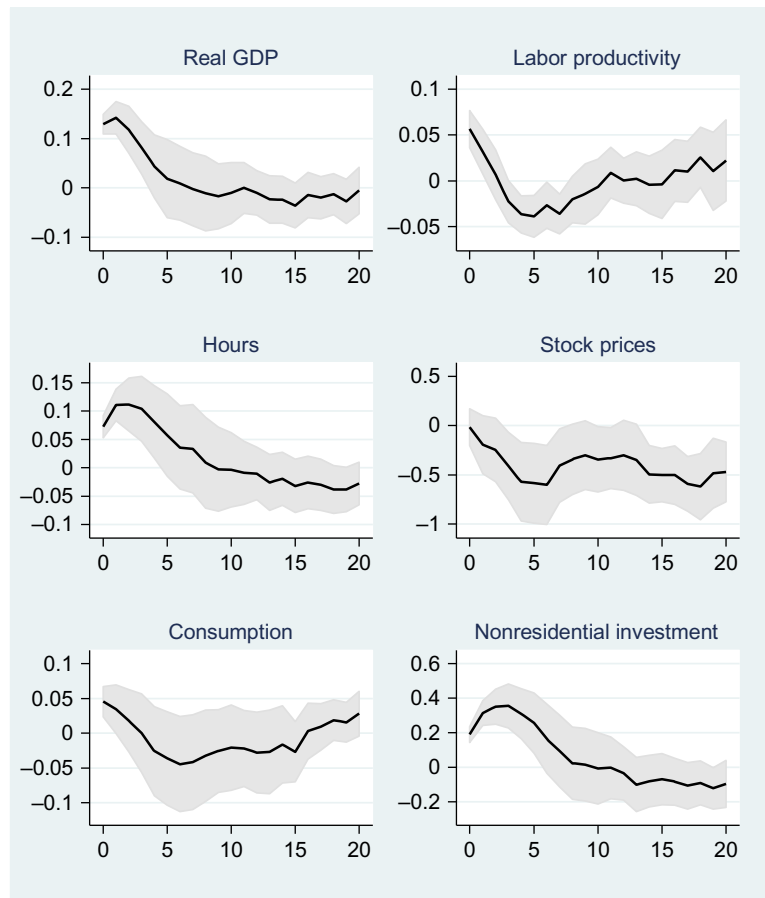 Real GDP
0.2
0.1
0
–0.1
0 5 10 15 20
Labor productivity
0.1
0.05
0
–0.05
0 5 10 15 20
Hours
0.15
0.1
0.05
0
–0.05
–0.1
0 5 10 15 20
Stock prices
0.5
0
–0.5
–1
0 5 10 15 20
Consumption
0.1
0.05
0
–0.05
–0.1
0 5 10 15 20
Nonresidential investment
0.6
0.4
0.2
0
–0.2
0 5 10 15 20